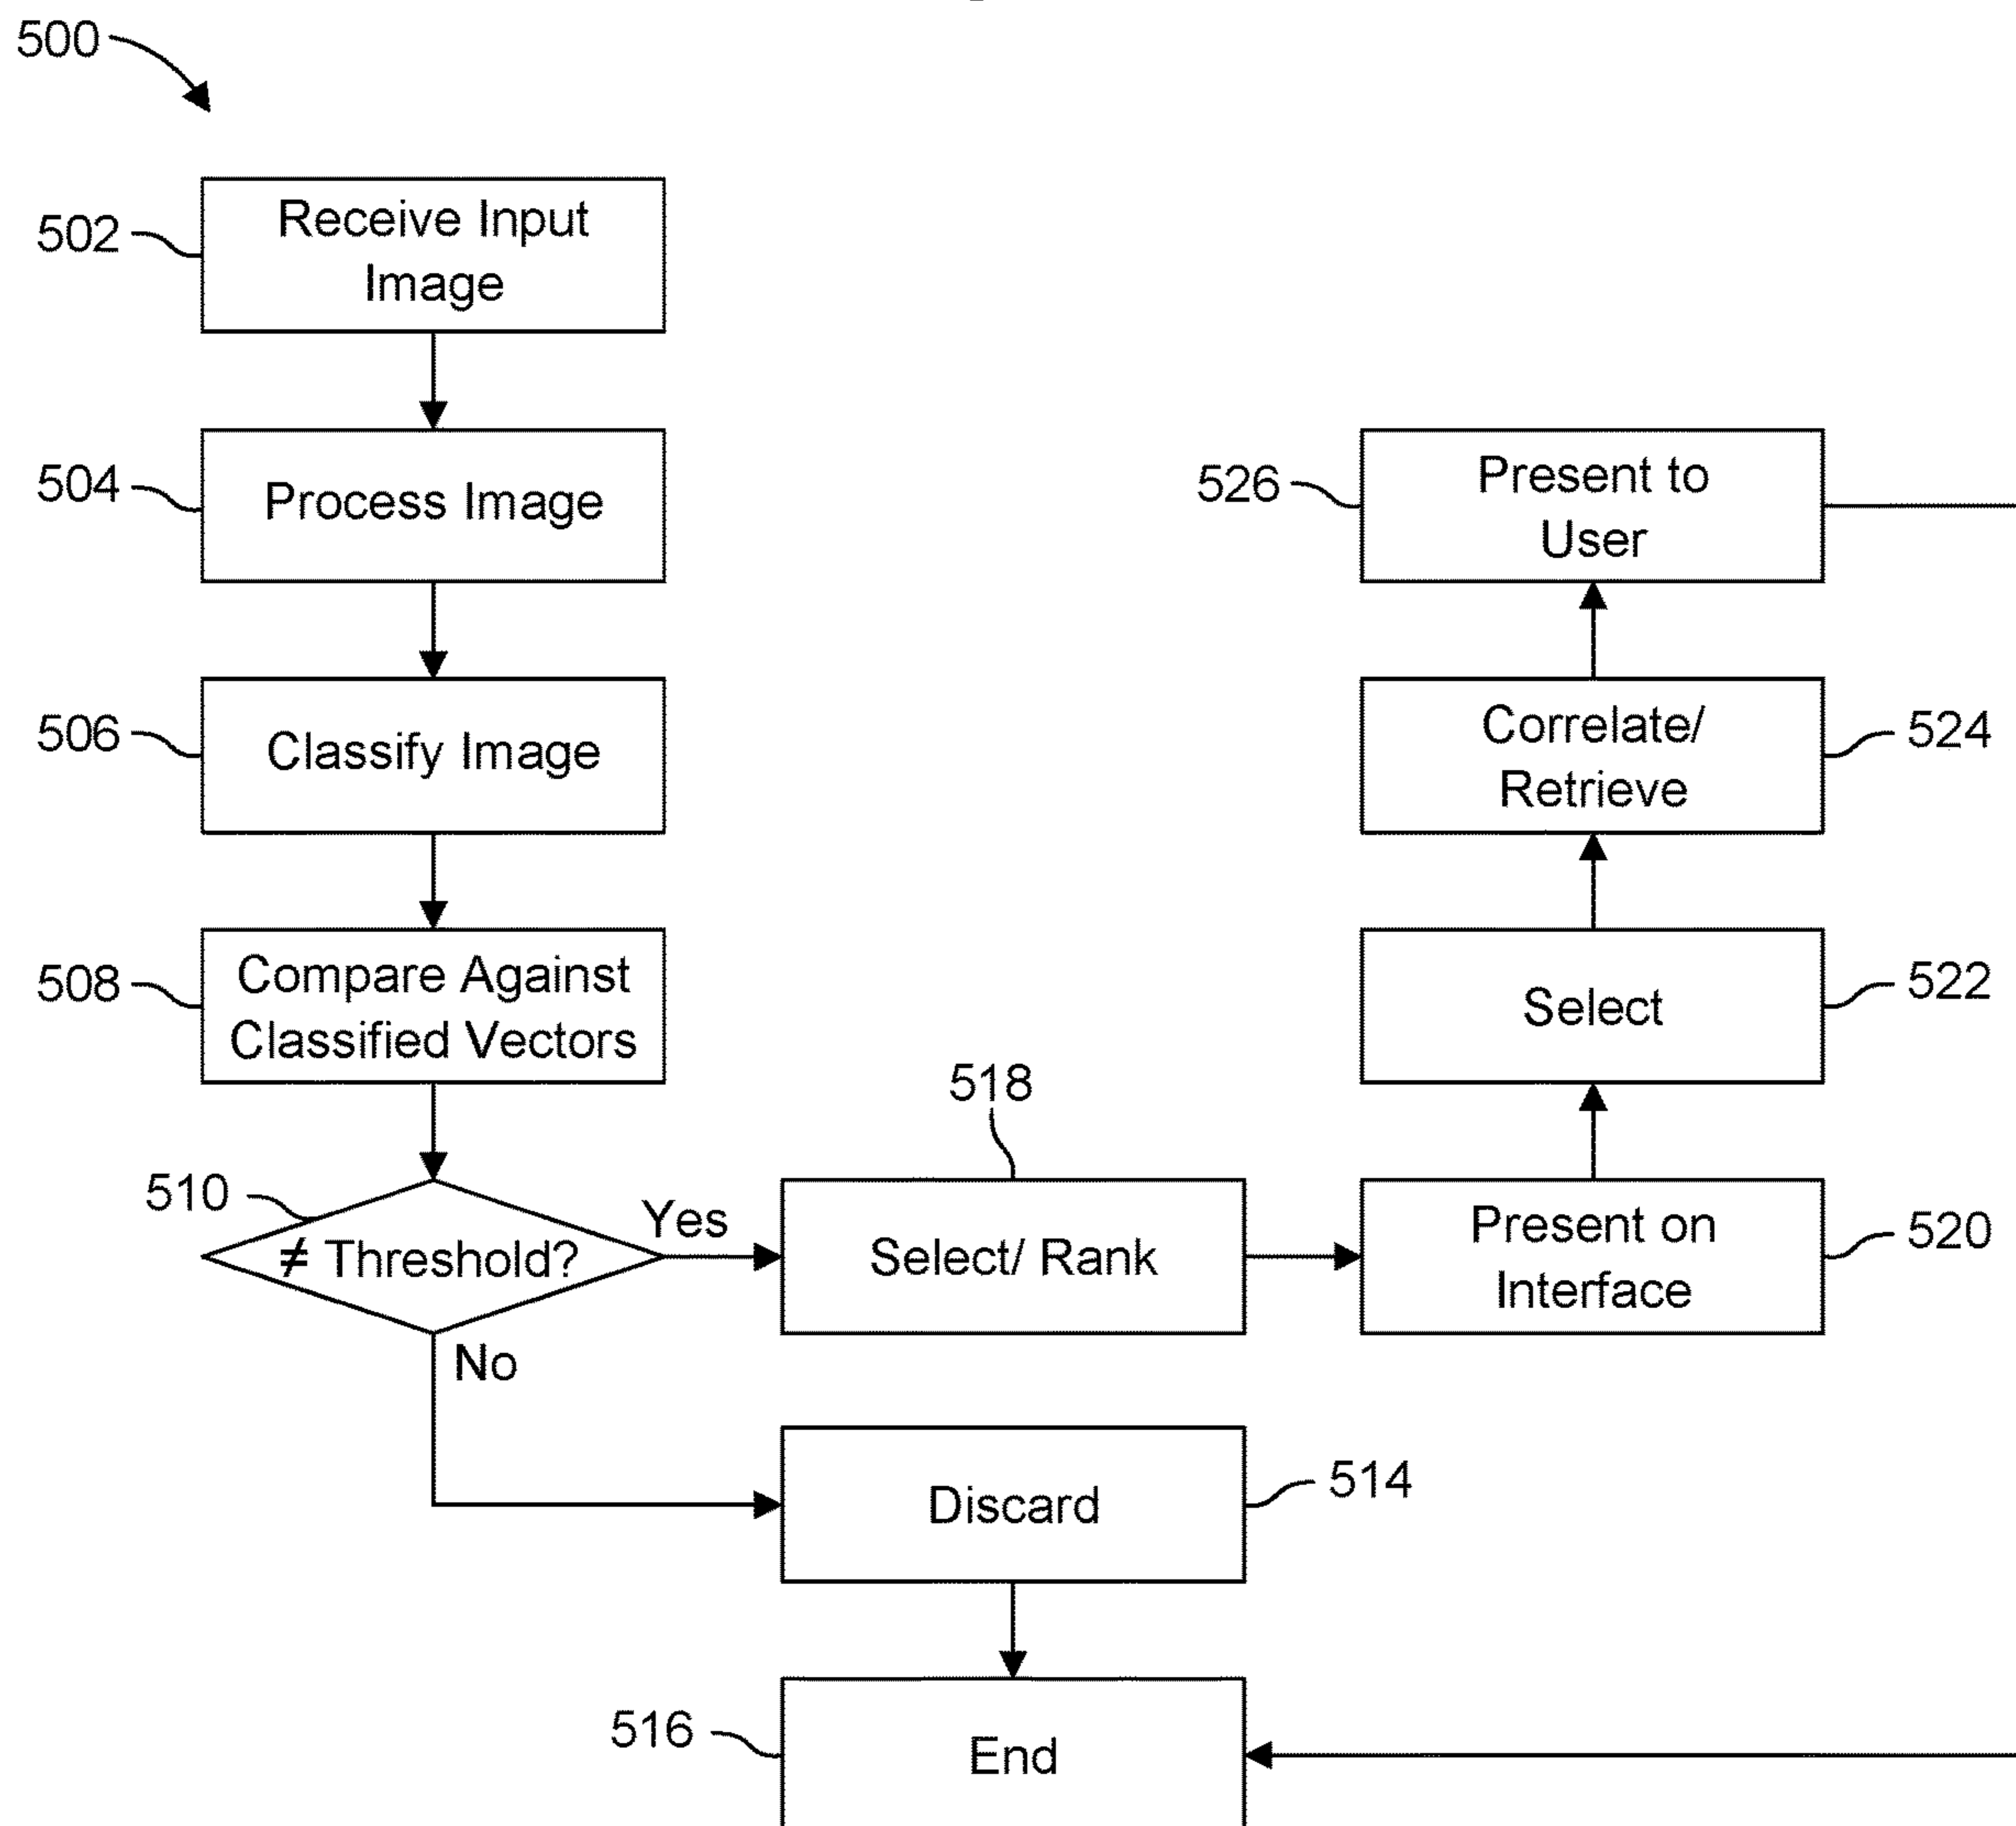 500
502
Receive Input
Image
504
Process Image
526
Present to
User
506
Classify Image
Correlate/
Retrieve
524
508
Compare Against
Classified Vectors
Select
522
518
510
≠ Threshold?
Yes
Select/ Rank
Present on
Interface
520
No
Discard
514
516
End